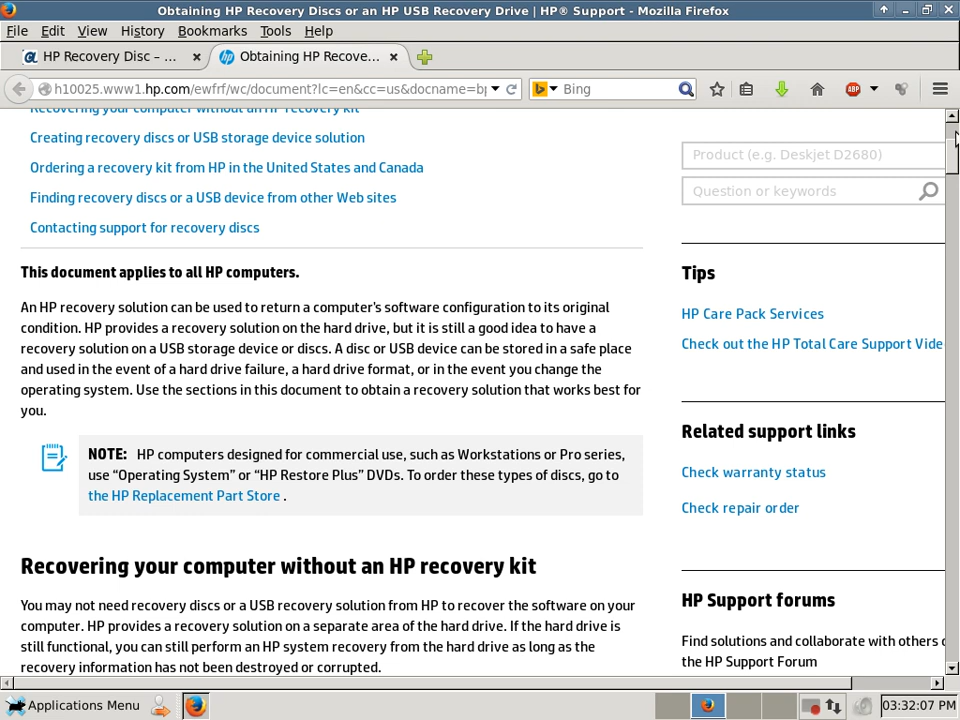 Obtaining HP Recovery Discs or an HP USB Recovery Drive | HP® Support - Mozilla Firefox
File Edit View History Bookmarks Tools Help
HP Recovery Disc – ...
Obtaining HP Recove...
h10025.www1.hp.com/ewfrf/wc/document?lc=en&cc=us&docname=bp
Bing
ABP
Recovering your computer without an HP recovery kit
Creating recovery discs or USB storage device solution
Ordering a recovery kit from HP in the United States and Canada
Finding recovery discs or a USB device from other Web sites
Contacting support for recovery discs
This document applies to all HP computers.
An HP recovery solution can be used to return a computer's software configuration to its original
condition. HP provides a recovery solution on the hard drive, but it is still a good idea to have a
recovery solution on a USB storage device or discs. A disc or USB device can be stored in a safe place
and used in the event of a hard drive failure, a hard drive format, or in the event you change the
operating system. Use the sections in this document to obtain a recovery solution that works best for
you.
NOTE: HP computers designed for commercial use, such as Workstations or Pro series,
use “Operating System” or “HP Restore Plus” DVDs. To order these types of discs, go to
the HP Replacement Part Store .
Recovering your computer without an HP recovery kit
You may not need recovery discs or a USB recovery solution from HP to recover the software on your
computer. HP provides a recovery solution on a separate area of the hard drive. If the hard drive is
still functional, you can still perform an HP system recovery from the hard drive as long as the
recovery information has not been destroyed or corrupted.
Product (e.g. Deskjet D2680)
Question or keywords
Tips
HP Care Pack Services
Check out the HP Total Care Support Vide
Related support links
Check warranty status
Check repair order
HP Support forums
Find solutions and collaborate with others o
the HP Support Forum
Applications Menu
03:32:07 PM